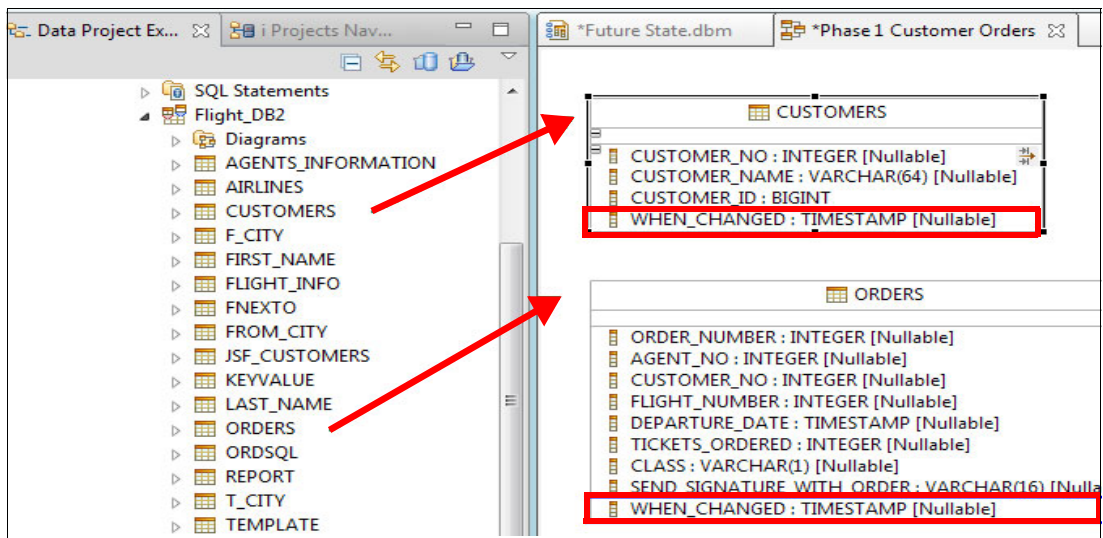 Data Project Ex...
i Projects Nav...
SQL Statements
Flight_DB2
Diagrams
AGENTS_INFORMATION
AIRLINES
CUSTOMERS
F_CITY
FIRST_NAME
FLIGHT_INFO
FNEXTO
FROM_CITY
JSF_CUSTOMERS
KEYVALUE
LAST_NAME
ORDERS
ORDSQL
REPORT
T_CITY
TEMPLATE
*Future State.dbm
*Phase 1 Customer Orders
CUSTOMERS
CUSTOMER_NO : INTEGER [Nullable]
CUSTOMER_NAME : VARCHAR(64) [Nullable]
CUSTOMER_ID : BIGINT
WHEN_CHANGED : TIMESTAMP [Nullable]
ORDERS
ORDER_NUMBER : INTEGER [Nullable]
AGENT_NO : INTEGER [Nullable]
CUSTOMER_NO : INTEGER [Nullable]
FLIGHT_NUMBER : INTEGER [Nullable]
DEPARTURE_DATE : TIMESTAMP [Nullable]
TICKETS_ORDERED : INTEGER [Nullable]
CLASS : VARCHAR(1) [Nullable]
SEND_SIGNATURE_WITH_ORDER : VARCHAR(16) [Nulla
WHEN_CHANGED : TIMESTAMP [Nullable]